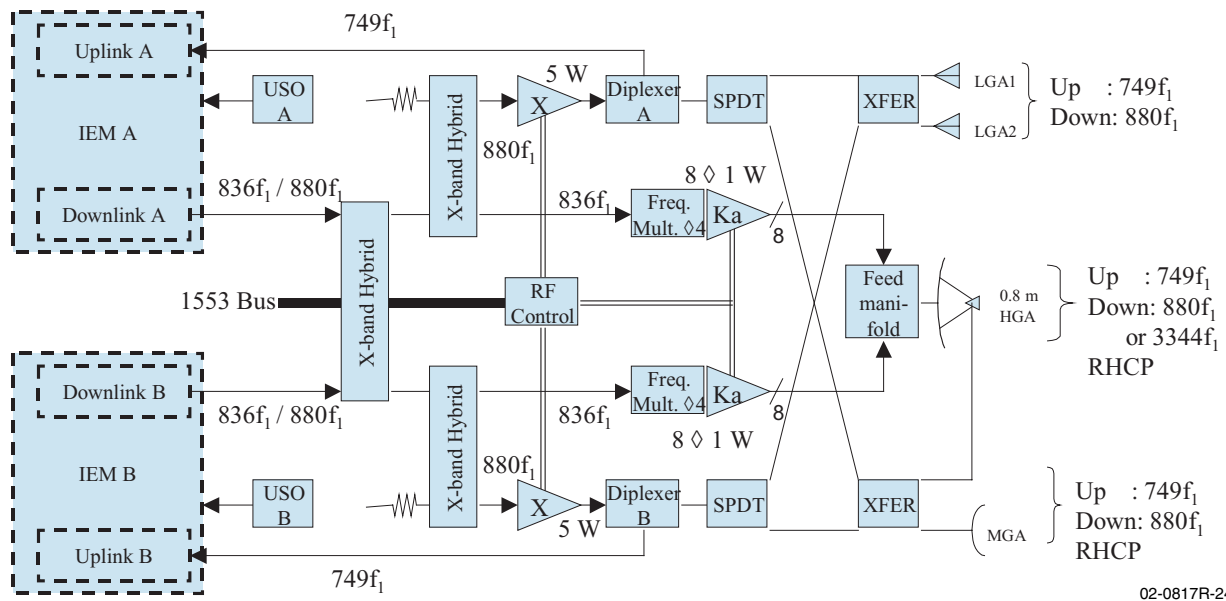 749f₁
Uplink A
5 W
USO
A
X
Diplexer
A
SPDT
XFER
LGA1
LGA2
Up : 749f₁
Down: 880f₁
IEM A
X-band Hybrid
880f₁
836f₁ / 880f₁
Downlink A
836f₁
8 ◊ 1 W
Freq.
Mult. ◊4
Ka
8
X-band Hybrid
1553 Bus
RF
Control
Feed
mani-
fold
0.8 m
HGA
Up : 749f₁
Down: 880f₁
or 3344f₁
RHCP
Downlink B
836f₁ / 880f₁
X-band Hybrid
836f₁
Freq.
Mult. ◊4
Ka
8
8 ◊ 1 W
IEM B
880f₁
USO
B
X
5 W
Diplexer
B
SPDT
XFER
MGA
Up : 749f₁
Down: 880f₁
RHCP
Uplink B
749f₁
02-0817R-24